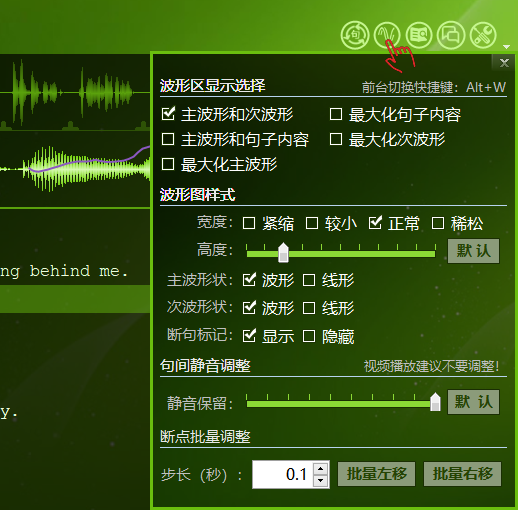 句
波形区显示选择 前台切换快捷键: Alt+W
主波形和次波形 最大化句子内容
主波形和句子内容 最大化次波形
最大化主波形
波形图样式
宽度: 紧缩 较小 正常 稀松
高度: 默认
ng behind me.
主波形状: 波形 线形
次波形状: 波形 线形
断句标记: 显示 隐藏
句间静音调整 视频播放建议不要调整!
静音保留: 默认
y.
断点批量调整
步长（秒）: 0.1 批量左移 批量右移